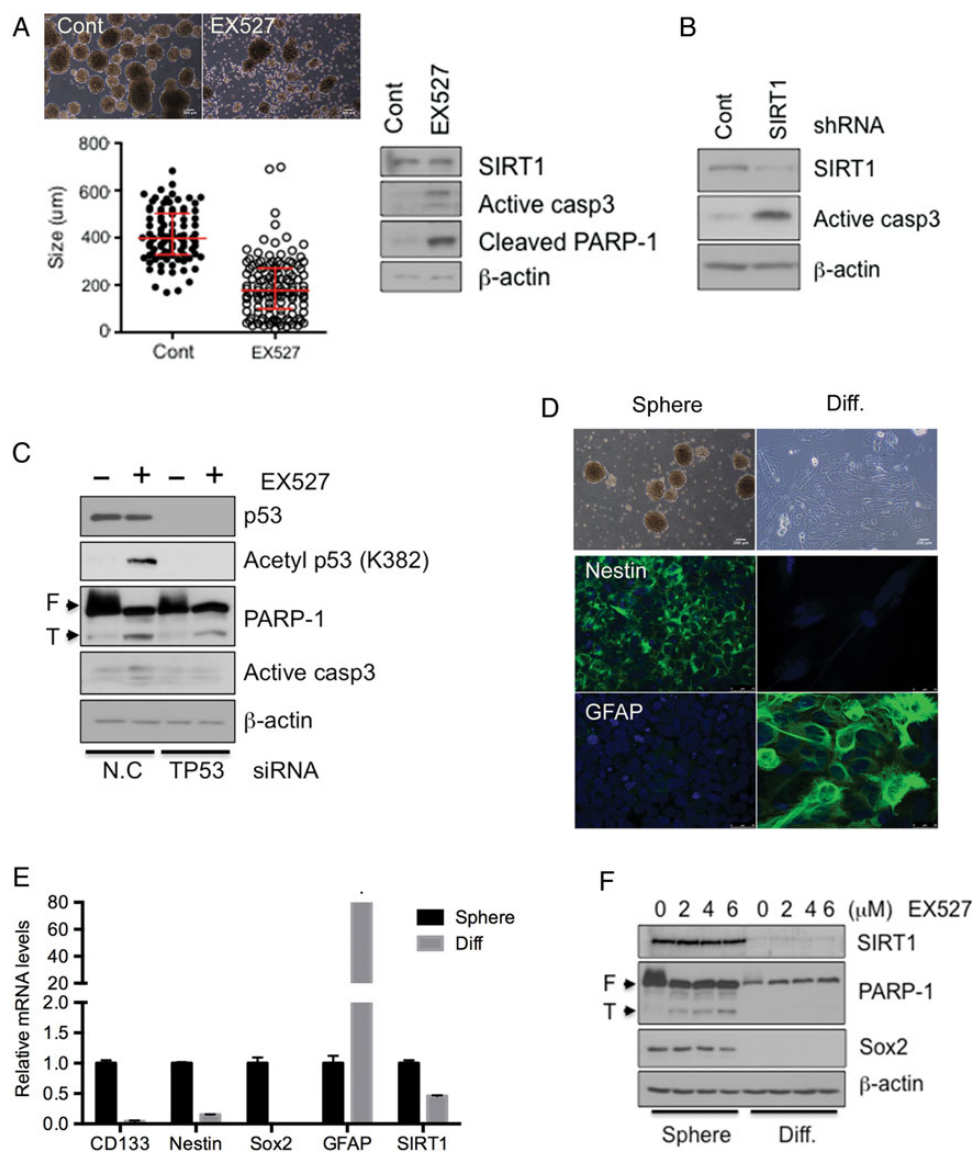 A
Cont
EX527
800
600
400
200
0
Size (μm)
Cont
EX527
Cont
EX527
SIRT1
Active casp3
Cleaved PARP-1
β-actin
B
Cont
SIRT1
shRNA
SIRT1
Active casp3
β-actin
C
– + – +
EX527
p53
Acetyl p53 (K382)
F
T
PARP-1
Active casp3
β-actin
N.C TP53 siRNA
D
Sphere Diff.
Nestin
GFAP
E
Relative mRNA levels
80
60
40
20
2.0
1.5
1.0
0.5
0.0
Sphere
Diff
CD133 Nestin Sox2 GFAP SIRT1
F
0 2 4 6 0 2 4 6 (μM) EX527
SIRT1
F
T
PARP-1
Sox2
β-actin
Sphere Diff.